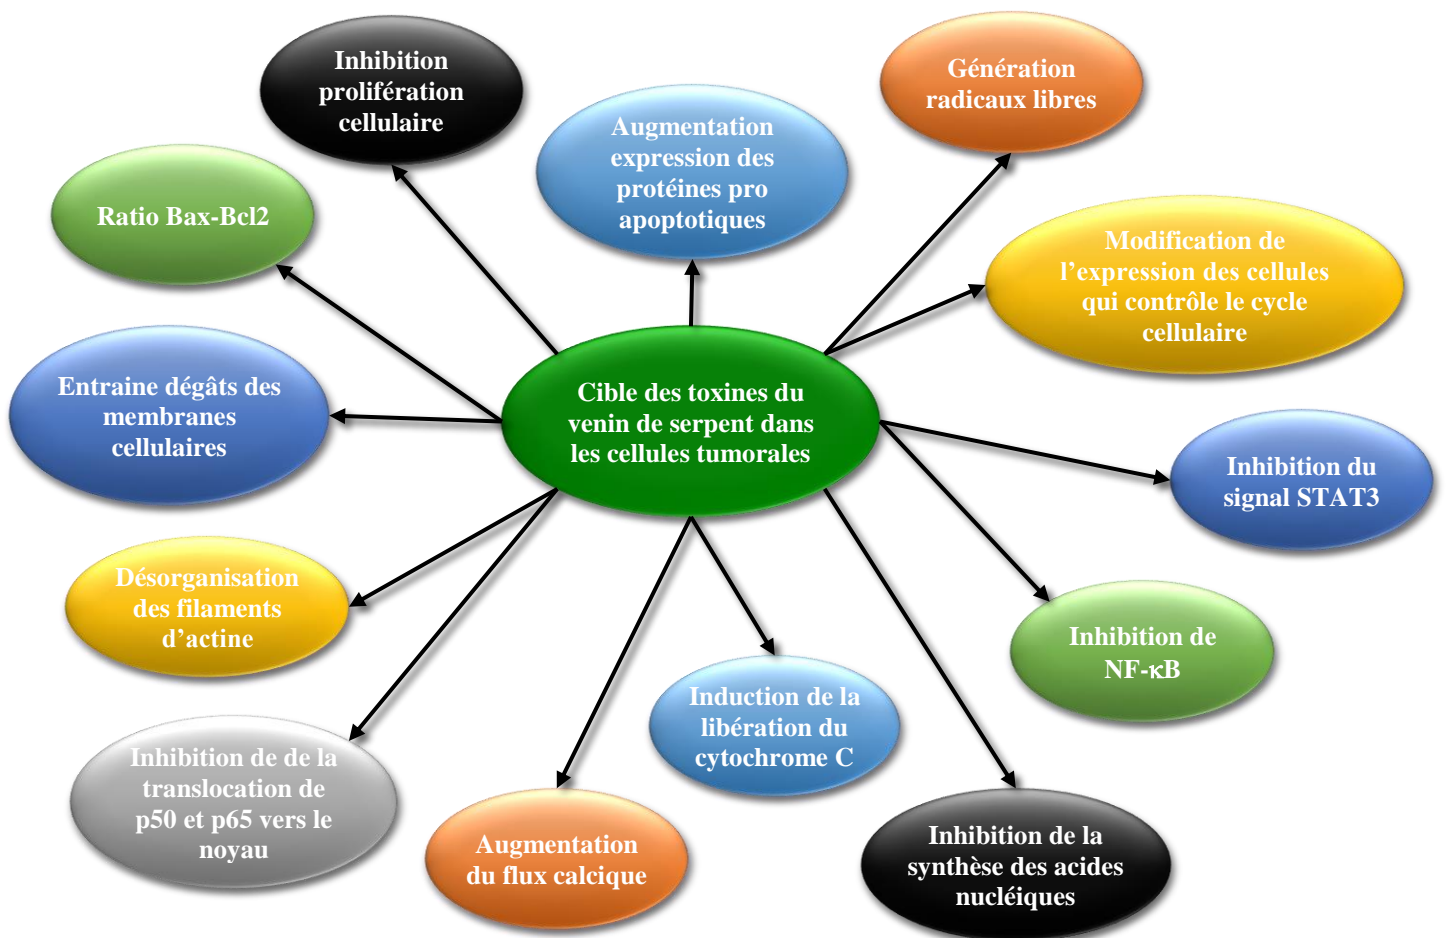 Inhibition
prolifération
cellulaire
Augmentation
expression des
protéines pro
apoptotiques
Génération
radicaux libres
Ratio Bax-Bcl2
Modification de
l’expression des cellules
qui contrôle le cycle
cellulaire
Entraine dégâts des
membranes
cellulaires
Cible des toxines du
venin de serpent dans
les cellules tumorales
Inhibition du
signal STAT3
Désorganisation
des filaments
d’actine
Inhibition de
NF-κB
Inhibition de de la
translocation de
p50 et p65 vers le
noyau
Induction de la
libération du
cytochrome C
Augmentation
du flux calcique
Inhibition de la
synthèse des acides
nucléiques